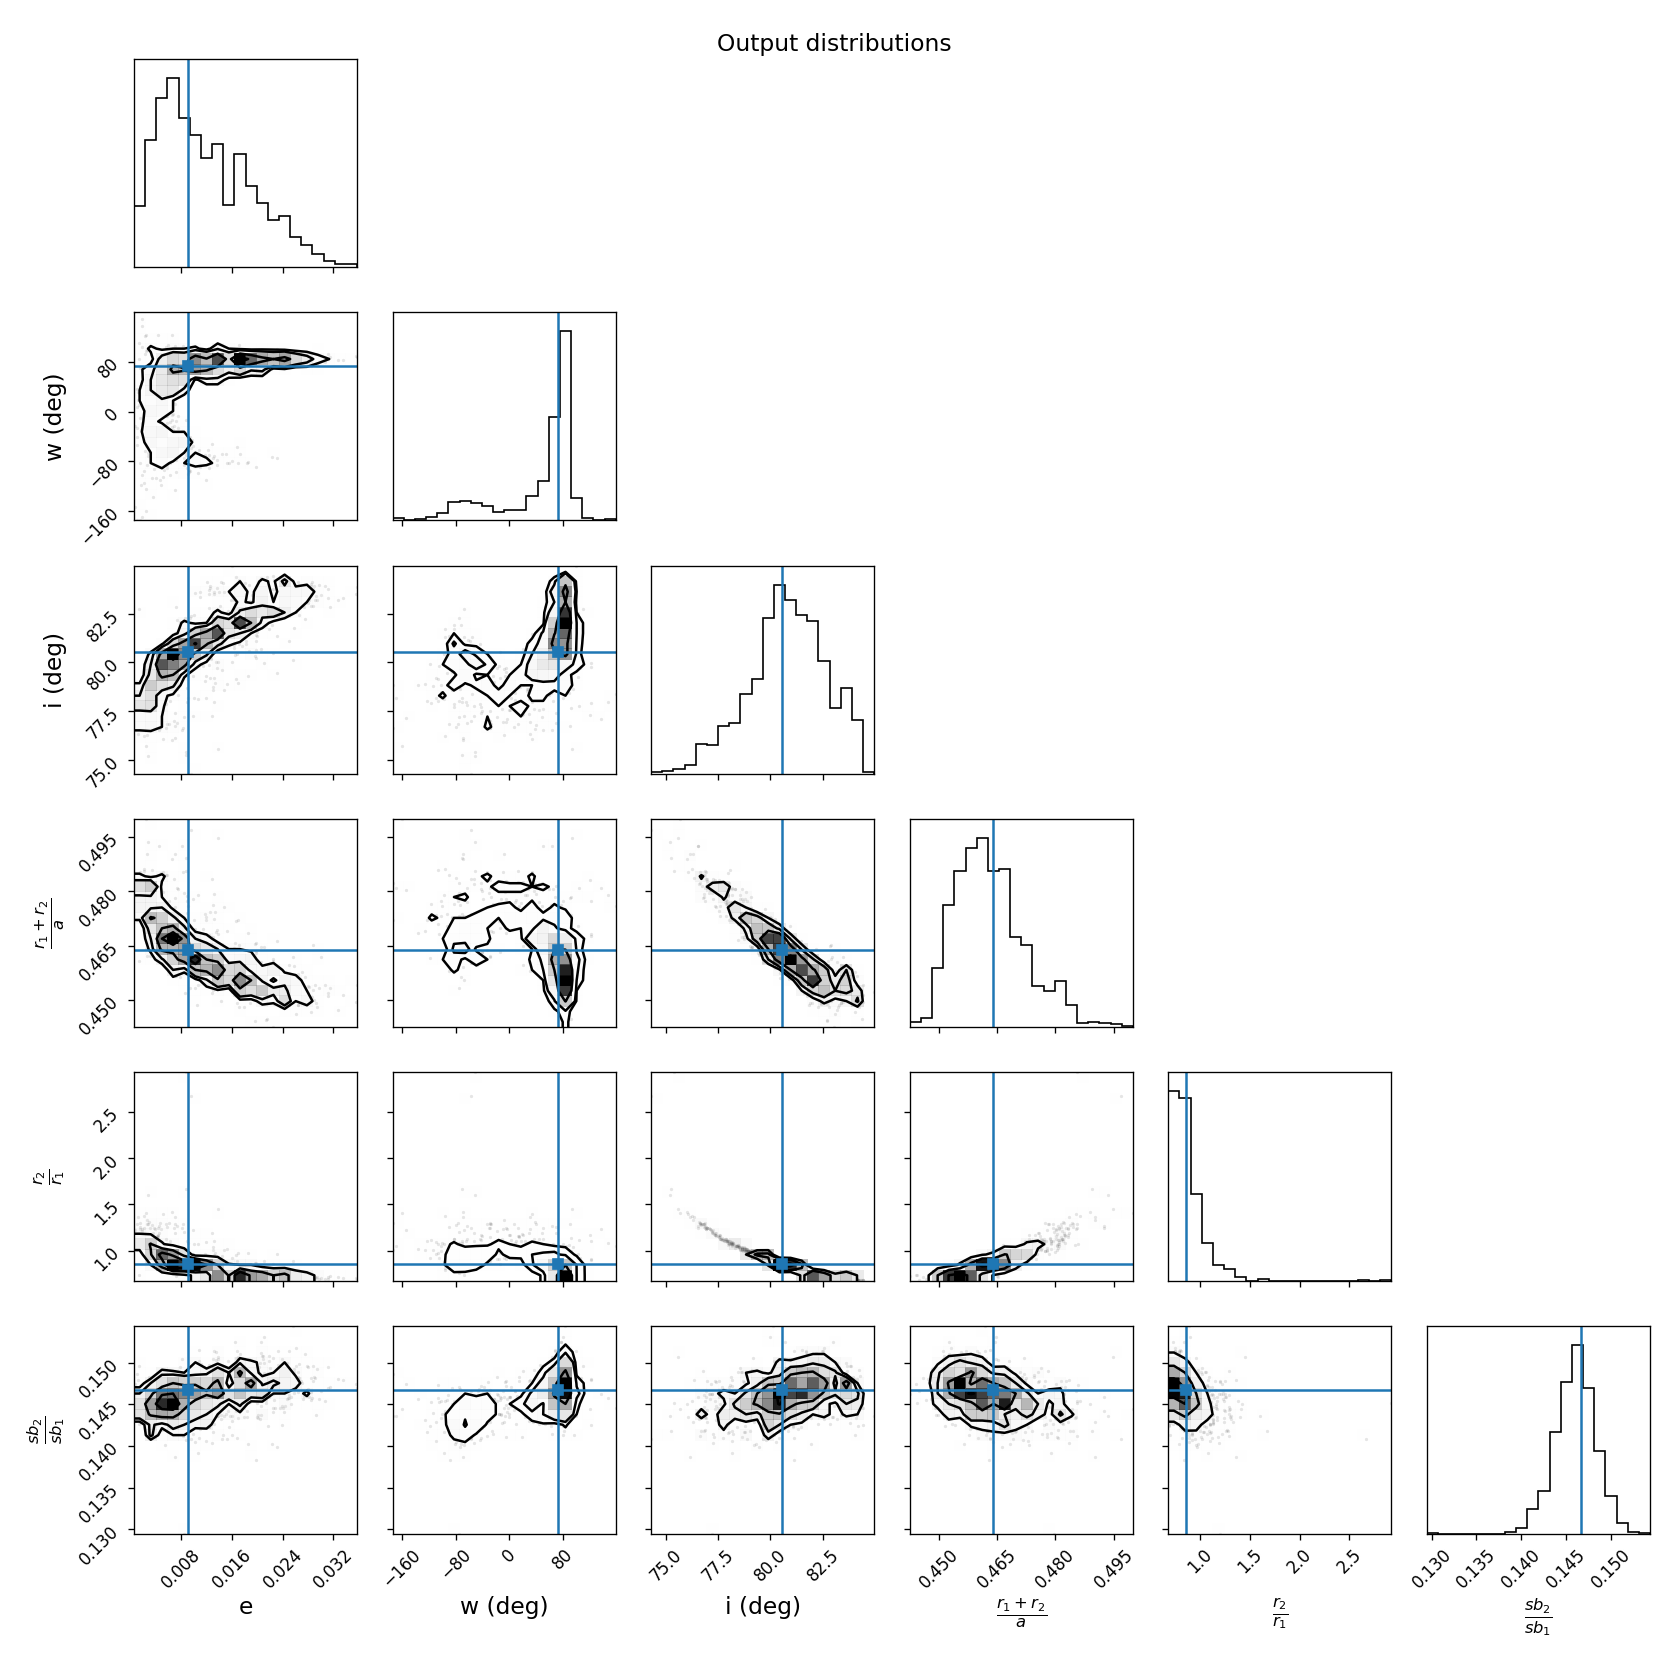 Output distributions
w (deg)
80
0
−80
−160
i (deg)
82.5
80.0
77.5
75.0
r₁ + r₂
a
0.495
0.480
0.465
0.450
r₂
r₁
2.5
2.0
1.5
1.0
sb₂
sb₁
0.150
0.145
0.140
0.135
0.130
0.008 0.016 0.024 0.032
−160 −80 0 80
75.0 77.5 80.0 82.5
0.450 0.465 0.480 0.495
1.0 1.5 2.0 2.5
0.130 0.135 0.140 0.145 0.150
e
w (deg)
i (deg)
r₁ + r₂
a
r₂
r₁
sb₂
sb₁